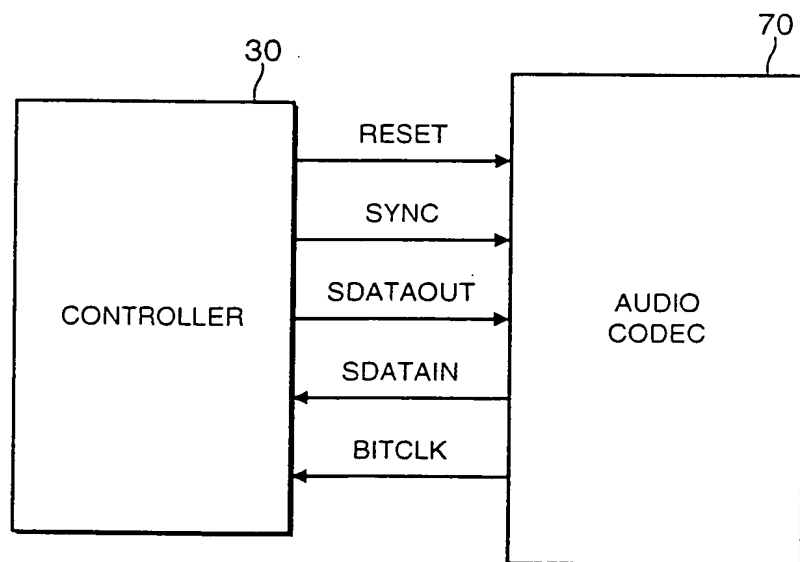 30
70
RESET
SYNC
SDATAOUT
SDATAIN
BITCLK
CONTROLLER
AUDIO
CODEC